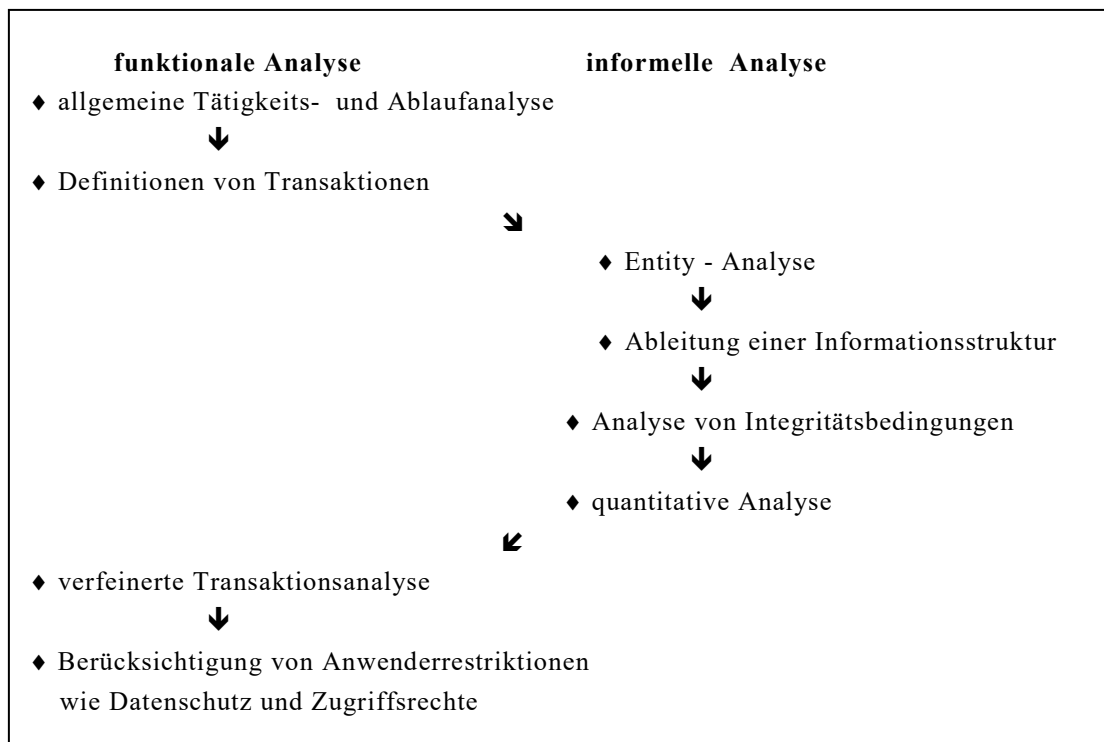 funktionale Analyse informelle Analyse
♦ allgemeine Tätigkeits- und Ablaufanalyse
🡫
♦ Definitionen von Transaktionen
🡮
♦ Entity - Analyse
🡫
♦ Ableitung einer Informationsstruktur
🡫
♦ Analyse von Integritätsbedingungen
🡫
♦ quantitative Analyse
🡯
♦ verfeinerte Transaktionsanalyse
🡫
♦ Berücksichtigung von Anwenderrestriktionen
wie Datenschutz und Zugriffsrechte